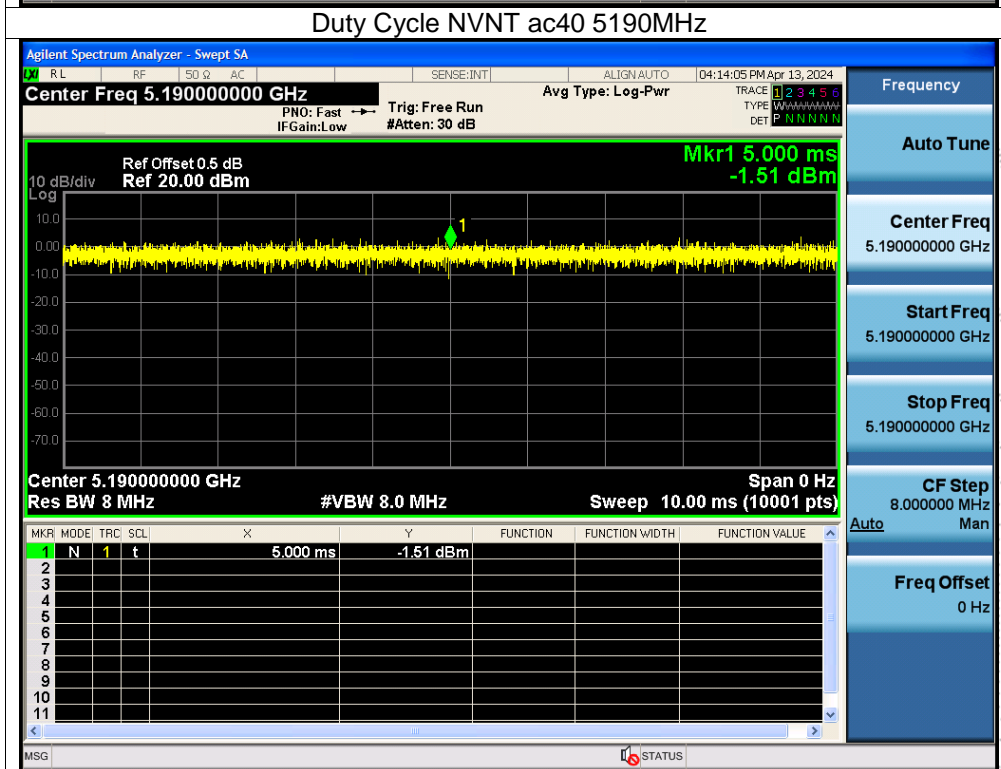 Duty Cycle NVNT ac40 5190MHz
Agilent Spectrum Analyzer - Swept SA
LXI RL RF 50 Ω AC SENSE:INT ALIGN AUTO 04:14:05 PM Apr 13, 2024
Center Freq 5.190000000 GHz
PNO: Fast
IFGain:Low
Trig: Free Run
#Atten: 30 dB
Avg Type: Log-Pwr
TRACE 1 2 3 4 5 6
TYPE WWWWWW
DET P N N N N N
Mkr1 5.000 ms
-1.51 dBm
Ref Offset 0.5 dB
10 dB/div Ref 20.00 dBm
Log
10.0
0.00
-10.0
-20.0
-30.0
-40.0
-50.0
-60.0
-70.0
1
Center 5.190000000 GHz Span 0 Hz
Res BW 8 MHz #VBW 8.0 MHz Sweep 10.00 ms (10001 pts)
MKR MODE TRC SCL X Y FUNCTION FUNCTION WIDTH FUNCTION VALUE
1 N 1 t 5.000 ms -1.51 dBm
2
3
4
5
6
7
8
9
10
11
MSG STATUS
Frequency
Auto Tune
Center Freq
5.190000000 GHz
Start Freq
5.190000000 GHz
Stop Freq
5.190000000 GHz
CF Step
8.000000 MHz
Auto Man
Freq Offset
0 Hz